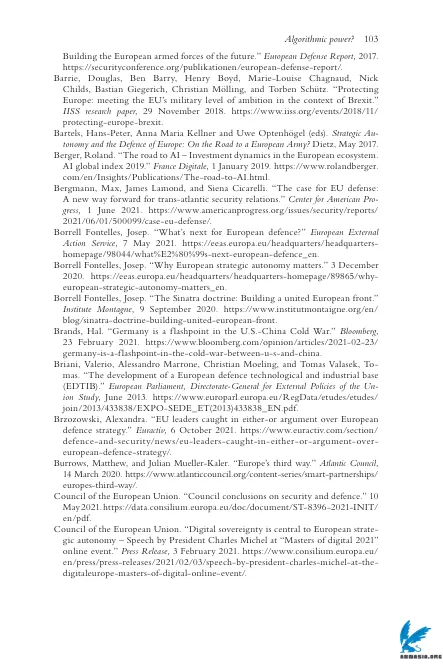 Algorithmic power? 103
Building the European armed forces of the future." European Defense Report, 2017.
https://securityconference.org/publikationen/european-defense-report/.
Barrie, Douglas, Ben Barry, Henry Boyd, Marie-Louise Chagnaud, Nick
Childs, Bastian Giegerich, Christian Mölling, and Torben Schütz. "Protecting
Europe: meeting the EU's military level of ambition in the context of Brexit."
IISS research paper, 29 November 2018. https://www.iiss.org/events/2018/11/
protecting-europe-brexit.
Bartels, Hans-Peter, Anna Maria Kellner and Uwe Optenhögel (eds). Strategic Au-
tonomy and the Defence of Europe: On the Road to a European Army? Dietz, May 2017.
Berger, Roland. "The road to AI – Investment dynamics in the European ecosystem.
AI global index 2019." France Digitale, 1 January 2019. https://www.rolandberger.
com/en/Insights/Publications/The-road-to-AI.html.
Bergmann, Max, James Lamond, and Siena Cicarelli. "The case for EU defense:
A new way forward for trans-atlantic security relations." Center for American Pro-
gress, 1 June 2021. https://www.americanprogress.org/issues/security/reports/
2021/06/01/500099/case-eu-defense/.
Borrell Fontelles, Josep. "What's next for European defence?" European External
Action Service, 7 May 2021. https://eeas.europa.eu/headquarters/headquarters-
homepage/98044/what%E2%80%99s-next-european-defence_en.
Borrell Fontelles, Josep. "Why European strategic autonomy matters." 3 December
2020. https://eeas.europa.eu/headquarters/headquarters-homepage/89865/why-
european-strategic-autonomy-matters_en.
Borrell Fontelles, Josep. "The Sinatra doctrine: Building a united European front."
Institute Montagne, 9 September 2020. https://www.institutmontaigne.org/en/
blog/sinatra-doctrine-building-united-european-front.
Brands, Hal. "Germany is a flashpoint in the U.S.-China Cold War." Bloomberg,
23 February 2021. https://www.bloomberg.com/opinion/articles/2021-02-23/
germany-is-a-flashpoint-in-the-cold-war-between-u-s-and-china.
Briani, Valerio, Alessandro Marrone, Christian Moeling, and Tomas Valasek, To-
mas. "The development of a European defence technological and industrial base
(EDTIB)." European Parliament, Directorate-General for External Policies of the Un-
ion Study, June 2013. https://www.europarl.europa.eu/RegData/etudes/etudes/
join/2013/433838/EXPO-SEDE_ET(2013)433838_EN.pdf.
Brzozowski, Alexandra. "EU leaders caught in either-or argument over European
defence strategy." Euractiv, 6 October 2021. https://www.euractiv.com/section/
defence-and-security/news/eu-leaders-caught-in-either-or-argument-over-
european-defence-strategy/.
Burrows, Matthew, and Julian Mueller-Kaler. "Europe's third way." Atlantic Council,
14 March 2020. https://www.atlanticcouncil.org/content-series/smart-partnerships/
europes-third-way/.
Council of the European Union. "Council conclusions on security and defence." 10
May 2021. https://data.consilium.europa.eu/doc/document/ST-8396-2021-INIT/
en/pdf.
Council of the European Union. "Digital sovereignty is central to European strate-
gic autonomy – Speech by President Charles Michel at "Masters of digital 2021"
online event." Press Release, 3 February 2021. https://www.consilium.europa.eu/
en/press/press-releases/2021/02/03/speech-by-president-charles-michel-at-the-
digitaleurope-masters-of-digital-online-event/.